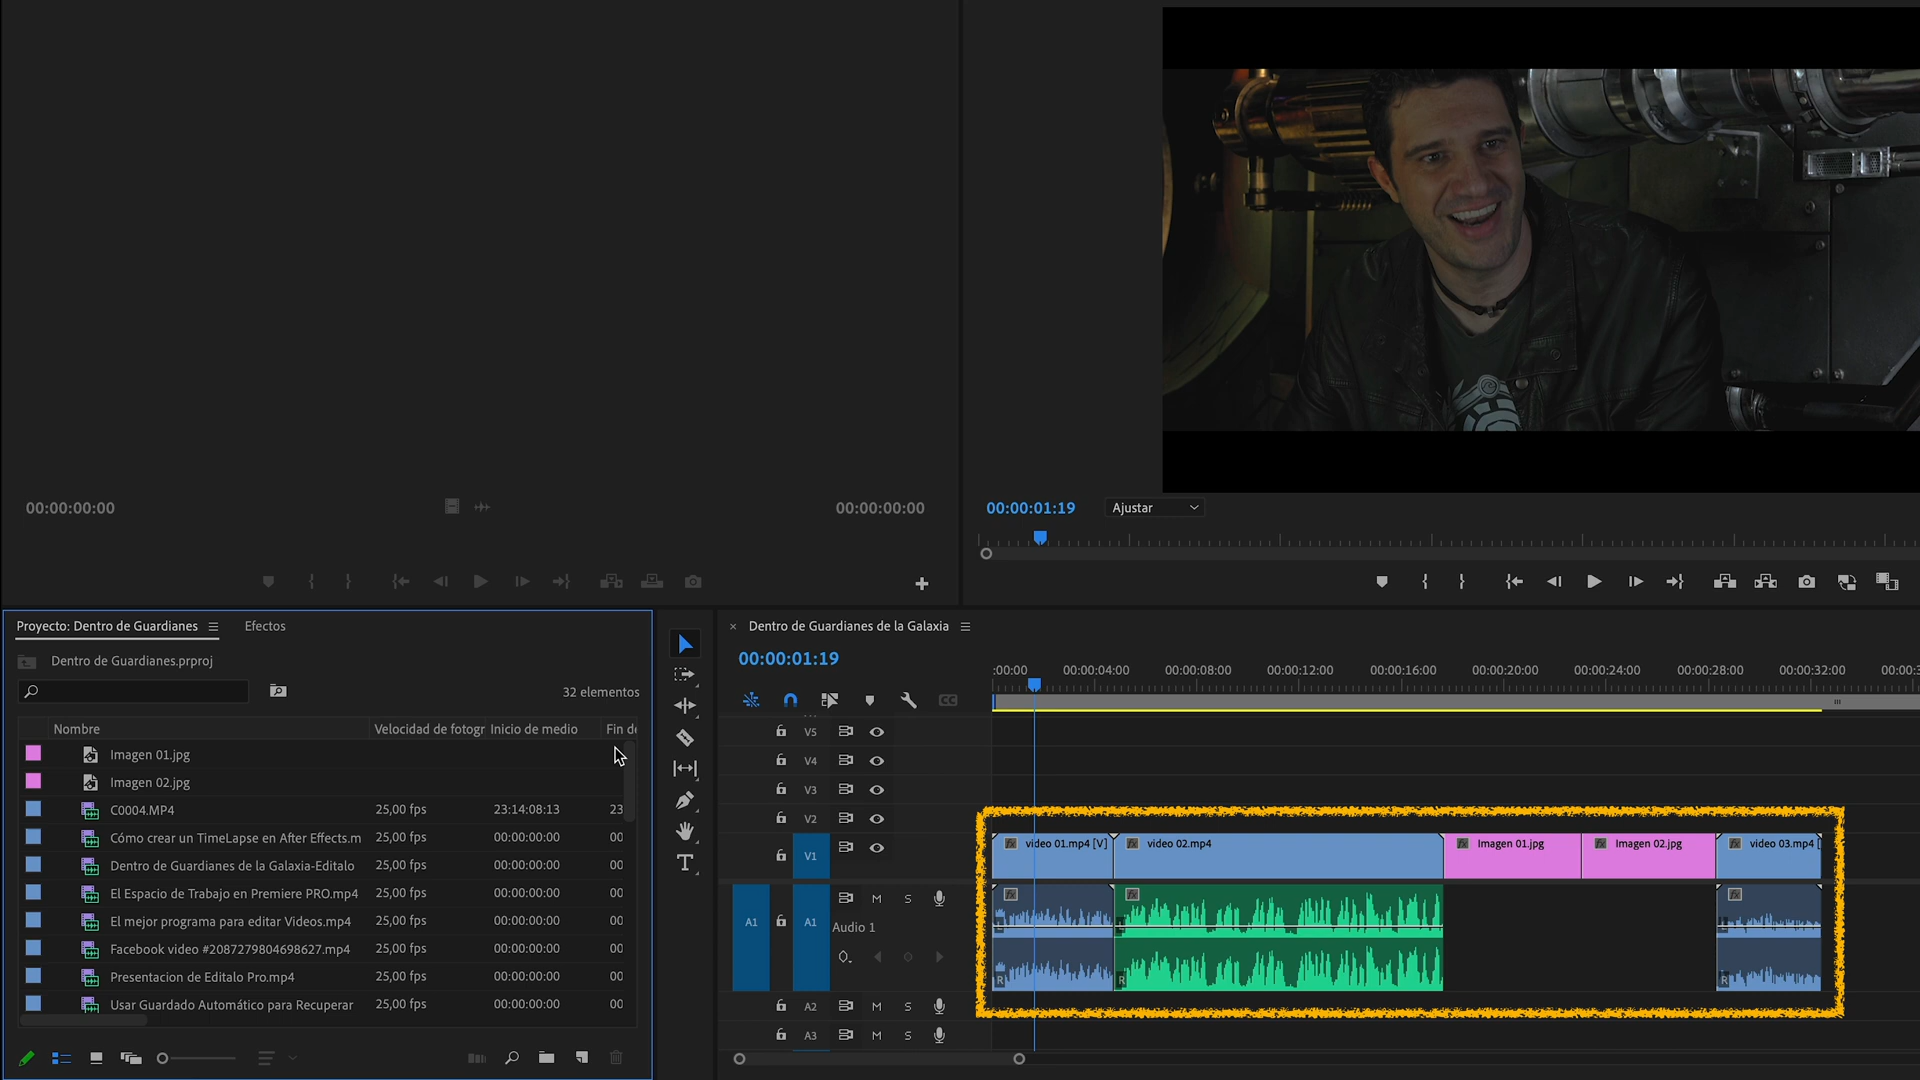 00:00:00:00
00:00:00:00
00:00:01:19
Ajustar
Proyecto: Dentro de Guardianes
Efectos
Dentro de Guardianes.prproj
32 elementos
Nombre Velocidad de fotogr Inicio de medio Fin de
Imagen 01.jpg
Imagen 02.jpg
C0004.MP4 25,00 fps 23:14:08:13 23
Cómo crear un TimeLapse en After Effects.m 25,00 fps 00:00:00:00 00
Dentro de Guardianes de la Galaxia-Editalo 25,00 fps 00:00:00:00 00
El Espacio de Trabajo en Premiere PRO.mp4 25,00 fps 00:00:00:00 00
El mejor programa para editar Videos.mp4 25,00 fps 00:00:00:00 00
Facebook video #2087279804698627.mp4 25,00 fps 00:00:00:00 00
Presentacion de Editalo Pro.mp4 25,00 fps 00:00:00:00 00
Usar Guardado Automático para Recuperar 25,00 fps 00:00:00:00 00
T
× Dentro de Guardianes de la Galaxia
00:00:01:19
:00:00 00:00:04:00 00:00:08:00 00:00:12:00 00:00:16:00 00:00:20:00 00:00:24:00 00:00:28:00 00:00:32:00 00:00:3
CC
V5
V4
V3
V2
V1
fx video 01.mp4 [V] fx video 02.mp4 fx Imagen 01.jpg fx Imagen 02.jpg fx video 03.mp4 [
A1 A1 M S
Audio 1
fx fx fx
L L L
R R R
A2 M S
A3 M S